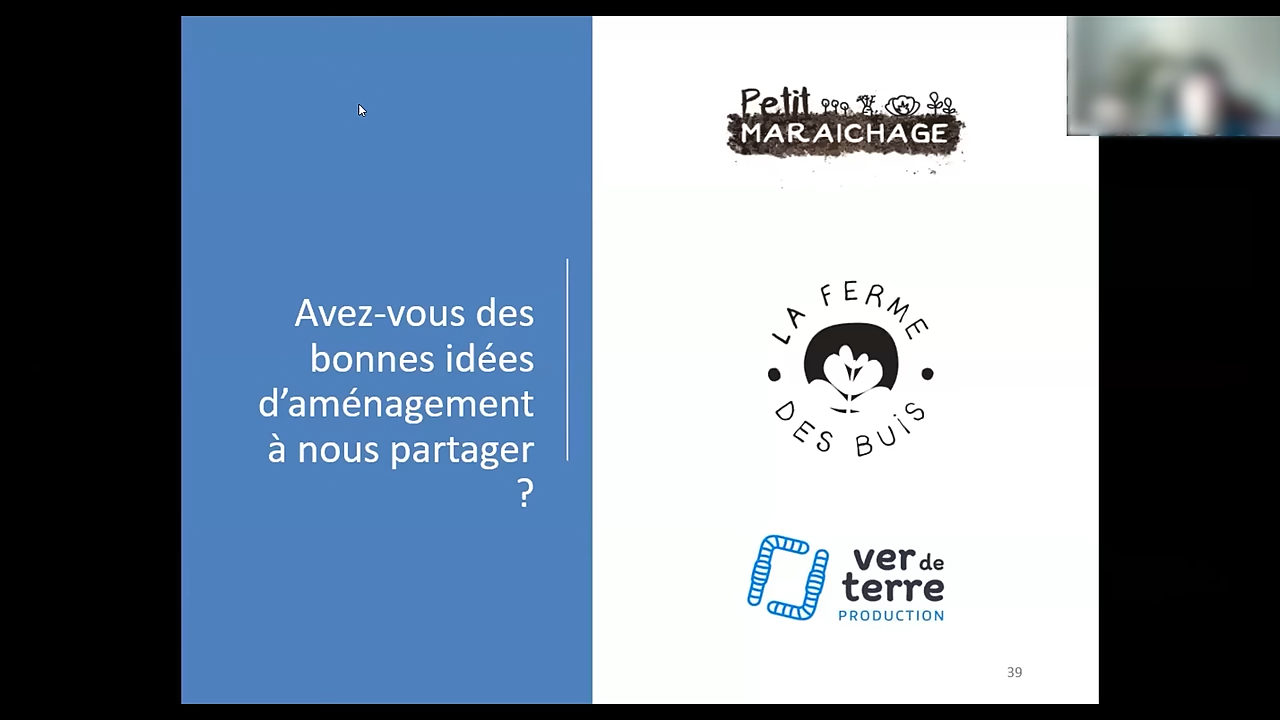 Avez-vous des
bonnes idées
d’aménagement
à nous partager
?
Petit
MARAICHAGE
LA FERME
DES BUIS
ver de
terre
PRODUCTION
39